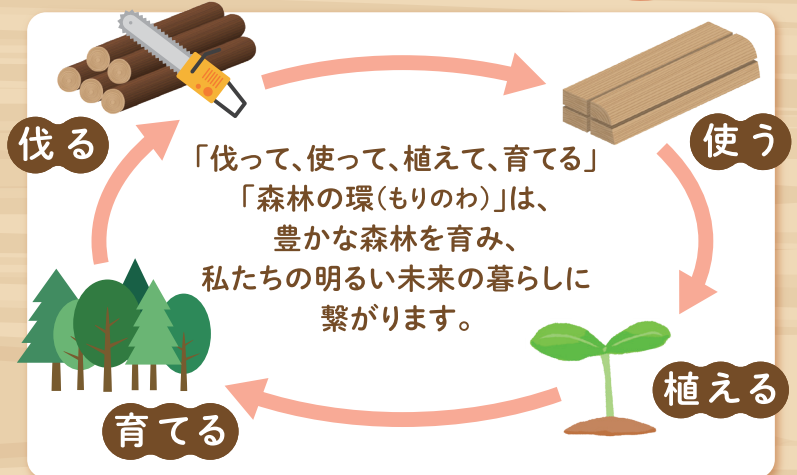 伐る
使う
「伐って、使って、植えて、育てる」
「森林の環（もりのわ）」は、
豊かな森林を育み、
私たちの明るい未来の暮らしに
繋がります。
植える
育てる